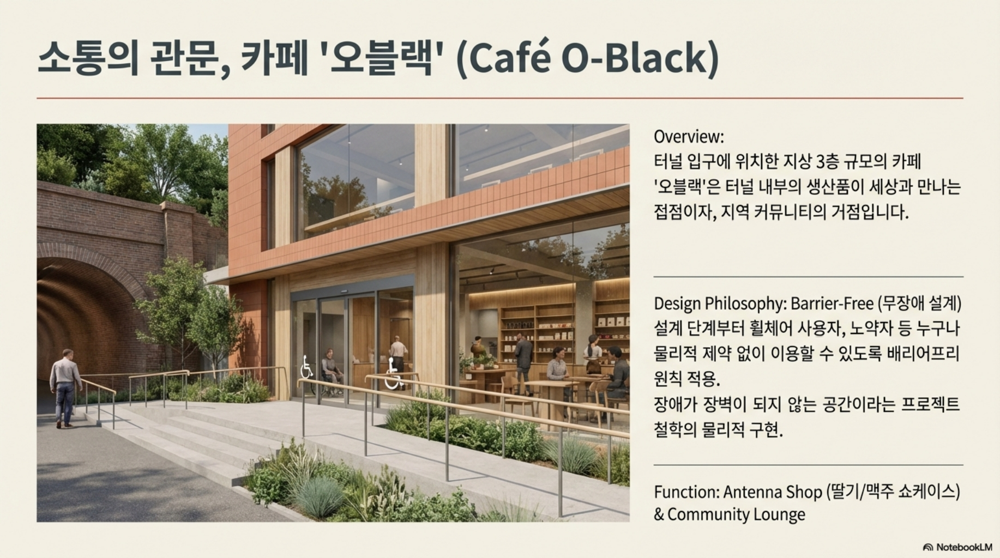 소통의 관문, 카페 '오블랙' (Café O-Black)
Overview:
터널 입구에 위치한 지상 3층 규모의 카페
'오블랙'은 터널 내부의 생산품이 세상과 만나는
접점이자, 지역 커뮤니티의 거점입니다.
Design Philosophy: Barrier-Free (무장애 설계)
설계 단계부터 휠체어 사용자, 노약자 등 누구나
물리적 제약 없이 이용할 수 있도록 배리어프리
원칙 적용.
장애가 장벽이 되지 않는 공간이라는 프로젝트
철학의 물리적 구현.
Function: Antenna Shop (딸기/맥주 쇼케이스)
& Community Lounge
NotebookLM